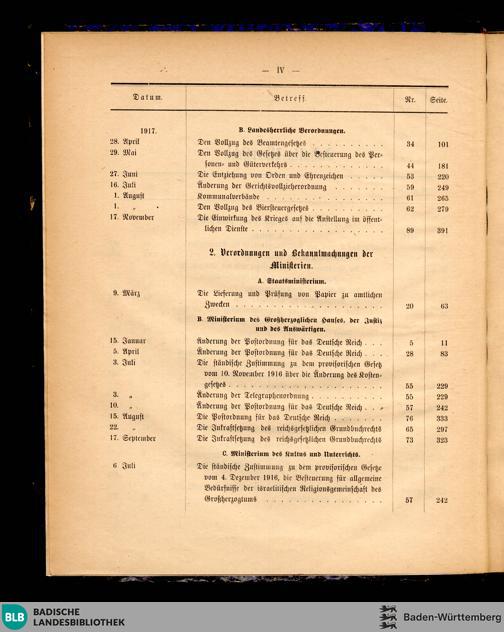 — IV —
Datum. Betreff. Nr. Seite.
1917. B. Landesherrliche Verordnungen.
28. April Den Vollzug des Beamtengesetzes . . . . . . . . . . 34 101
29. Mai Den Vollzug des Gesetzes über die Besteuerung des Per-
sonen- und Güterverkehrs . . . . . . . . . . . . . 44 181
27. Juni Die Entziehung von Orden und Ehrenzeichen . . . . . 53 220
16. Juli Änderung der Gerichtsvollzieherordnung . . . . . . . 59 249
1. August Kommunalverbände . . . . . . . . . . . . . . . . 61 265
1. „ Den Vollzug des Biersteuergesetzes . . . . . . . . . 62 279
17. November Die Einwirkung des Krieges auf die Anstellung im öffent-
lichen Dienste . . . . . . . . . . . . . . . . . . 89 391
2. Verordnungen und Bekanntmachungen der
Ministerien.
A. Staatsministerium.
9. März Die Lieferung und Prüfung von Papier zu amtlichen
Zwecken . . . . . . . . . . . . . . . . . . . . 20 63
B. Ministerium des Großherzoglichen Hauses, der Justiz
und des Auswärtigen.
15. Januar Änderung der Postordnung für das Deutsche Reich . . . 5 11
5. April Änderung der Postordnung für das Deutsche Reich . . . 28 83
3. Juli Die ständische Zustimmung zu dem provisorischen Gesetz
vom 10. November 1916 über die Änderung des Kosten-
gesetzes . . . . . . . . . . . . . . . . . . . . 55 229
3. „ Änderung der Telegraphenordnung . . . . . . . . . . 55 229
10. „ Änderung der Postordnung für das Deutsche Reich . . . 57 242
15. August Die Postordnung für das Deutsche Reich . . . . . . . 76 333
22. „ Die Inkraftsetzung des reichsgesetzlichen Grundbuchrechts 65 297
17. September Die Inkraftsetzung des reichsgesetzlichen Grundbuchrechts 73 323
C. Ministerium des Kultus und Unterrichts.
6 Juli Die ständische Zustimmung zu dem provisorischen Gesetze
vom 4. Dezember 1916, die Besteuerung für allgemeine
Bedürfnisse der israelitischen Religionsgemeinschaft des
Großherzogtums . . . . . . . . . . . . . . . . 57 242
BLB BADISCHE
LANDESBIBLIOTHEK
Baden-Württemberg